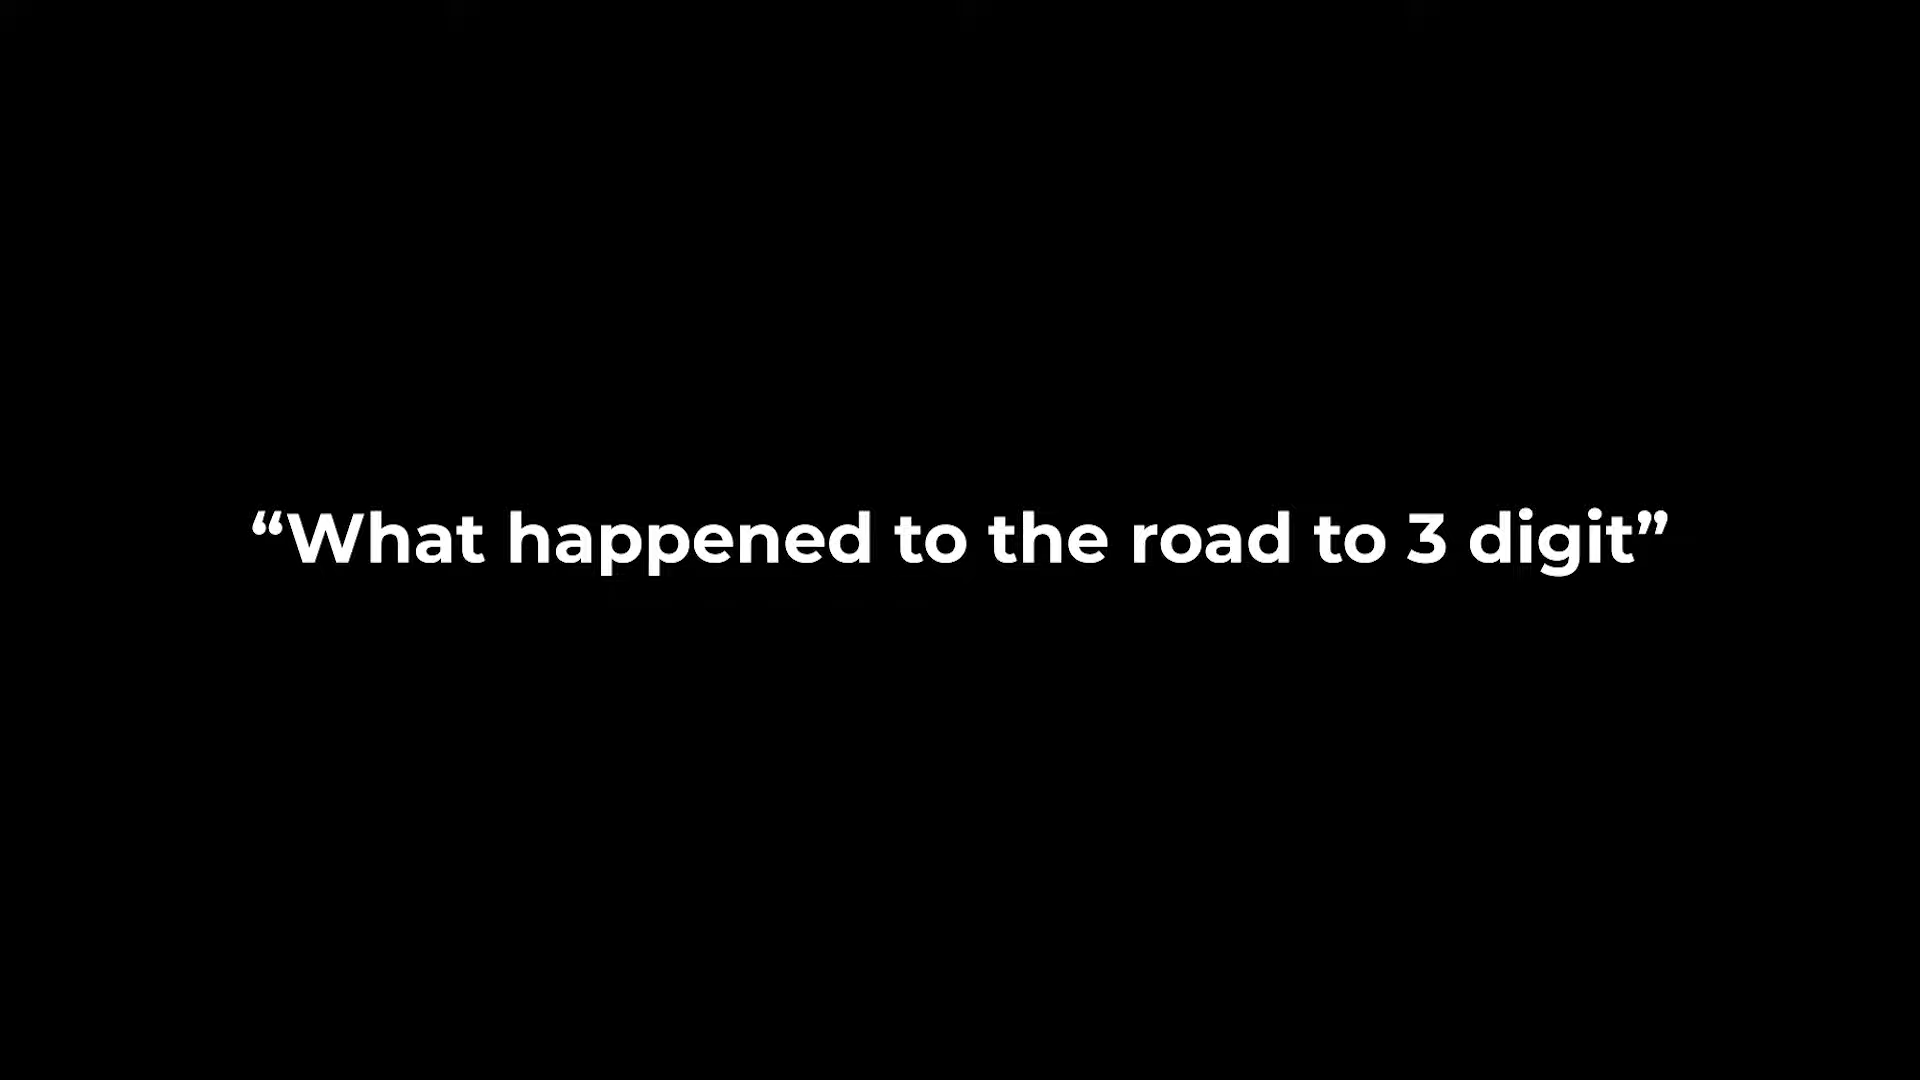 “What happened to the road to 3 digit”